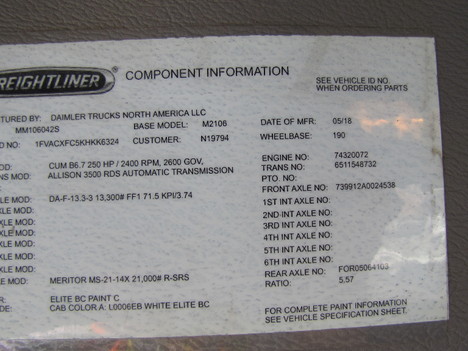 REIGHTLINER
COMPONENT INFORMATION
SEE VEHICLE ID NO.
WHEN ORDERING PARTS
TURED BY: DAIMLER TRUCKS NORTH AMERICA LLC
MM106042S BASE MODEL: M2106 DATE OF MFR: 05/18
NO: 1FVACXFC5KHKK6324 CUSTOMER: N19794 WHEELBASE: 190
OD: CUM B6.7 250 HP / 2400 RPM, 2600 GOV, ENGINE NO: 74320072
NS MOD: ALLISON 3500 RDS AUTOMATIC TRANSMISSION TRANS NO: 6511548732
PTO. NO:
LE MOD: DA-F-13.3-3 13,300# FF1 71.5 KPI/3.74 FRONT AXLE NO: 739912A0024538
LE MOD: 1ST INT AXLE NO:
XLE MOD: 2ND INT AXLE NO:
XLE MOD: 3RD INT AXLE NO:
XLE MOD: 4TH INT AXLE NO:
XLE MOD: 5TH INT AXLE NO:
MOD: 6TH INT AXLE NO:
LE MOD: MERITOR MS-21-14X 21,000# R-SRS REAR AXLE NO: FOR05064103
RATIO: 5.57
R: ELITE BC PAINT C
DE: CAB COLOR A: L0006EB WHITE ELITE BC
FOR COMPLETE PAINT INFORMATION
SEE VEHICLE SPECIFICATION SHEET.